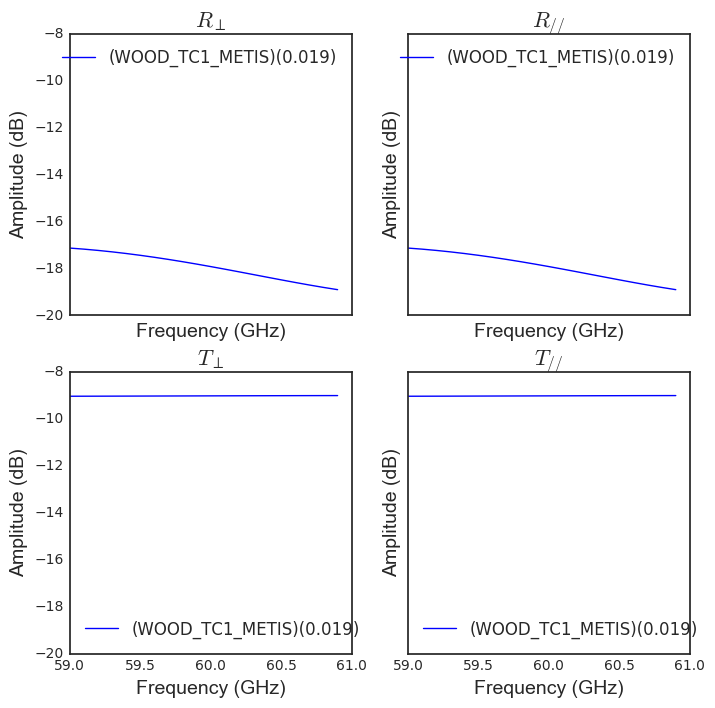 R⊥
R//
−8
−10
−12
−14
−16
−18
−20
Amplitude (dB)
(WOOD_TC1_METIS)(0.019)
Frequency (GHz)
Amplitude (dB)
(WOOD_TC1_METIS)(0.019)
Frequency (GHz)
T⊥
T//
−8
−10
−12
−14
−16
−18
−20
Amplitude (dB)
(WOOD_TC1_METIS)(0.019)
59.0 59.5 60.0 60.5 61.0
Frequency (GHz)
Amplitude (dB)
(WOOD_TC1_METIS)(0.019)
59.0 59.5 60.0 60.5 61.0
Frequency (GHz)